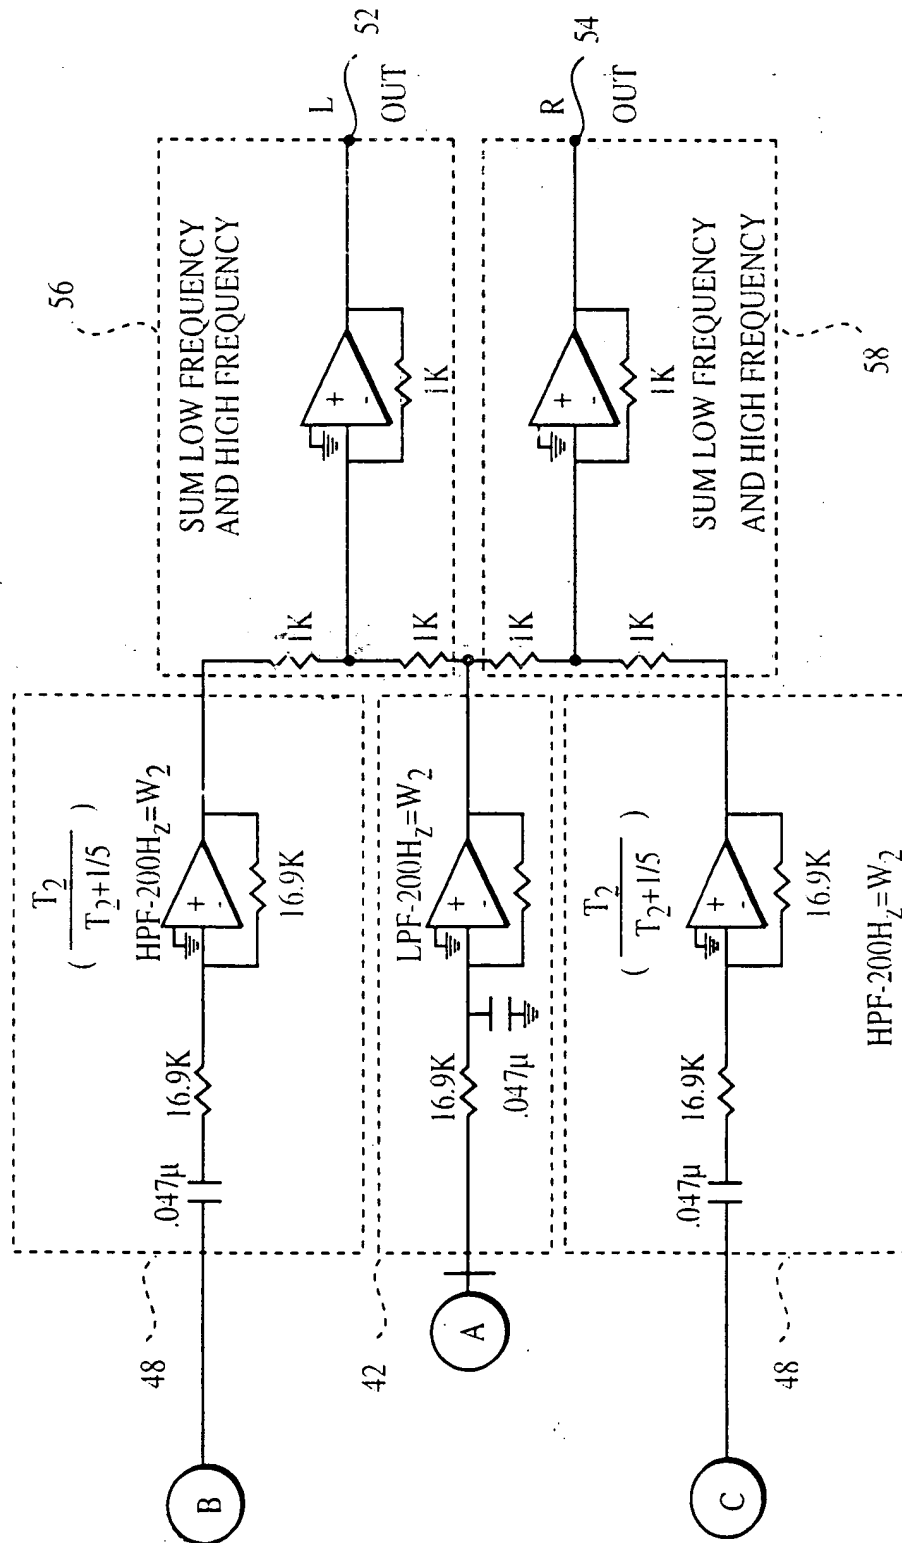 56
52
L
OUT
SUM LOW FREQUENCY
AND HIGH FREQUENCY
+
-
1K
1K
1K
54
R
OUT
+
-
1K
SUM LOW FREQUENCY
AND HIGH FREQUENCY
58
1K
1K
( T2 / T2+1/5 )
HPF-200HZ=W2
+
-
16.9K
16.9K
.047µ
48
B
LPF-200HZ=W2
+
-
16.9K
.047µ
42
A
( T2 / T2+1/5 )
+
-
16.9K
16.9K
.047µ
HPF-200HZ=W2
48
C